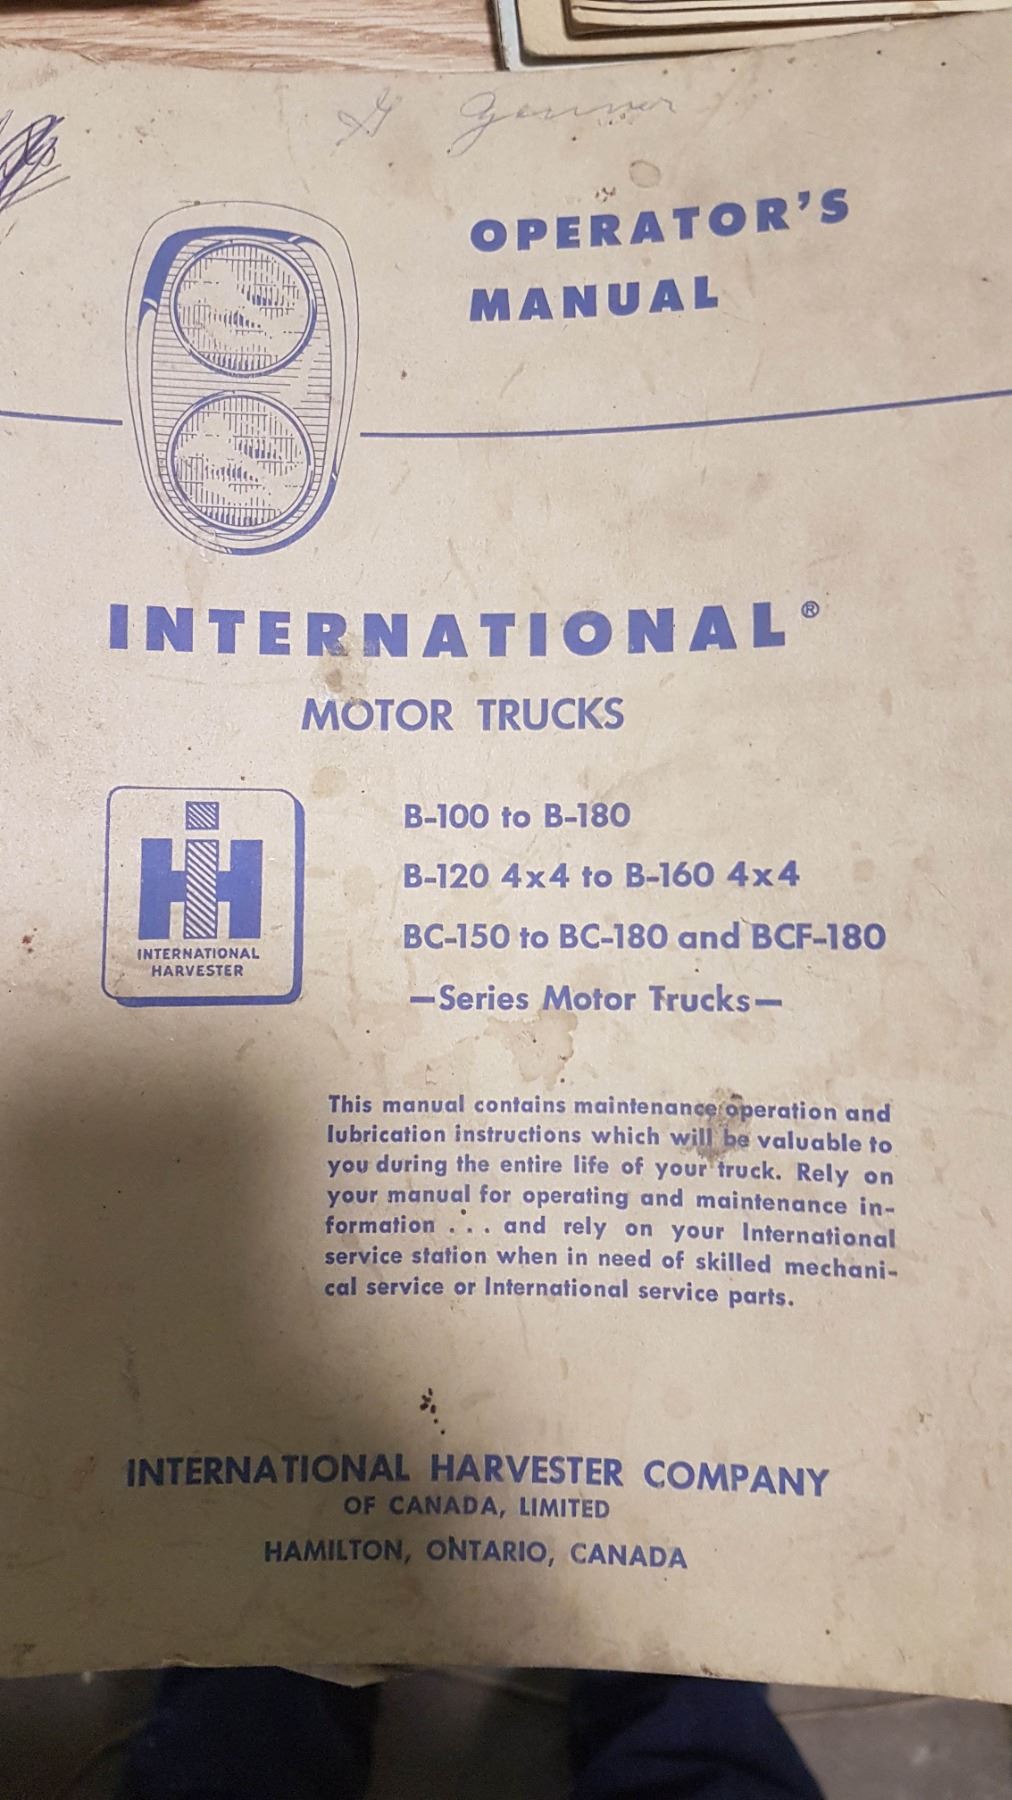 OPERATOR'S
MANUAL
INTERNATIONAL®
MOTOR TRUCKS
INTERNATIONAL
HARVESTER
B-100 to B-180
B-120 4x4 to B-160 4x4
BC-150 to BC-180 and BCF-180
—Series Motor Trucks—
This manual contains maintenance operation and
lubrication instructions which will be valuable to
you during the entire life of your truck. Rely on
your manual for operating and maintenance in-
formation . . . and rely on your International
service station when in need of skilled mechani-
cal service or International service parts.
INTERNATIONAL HARVESTER COMPANY
OF CANADA, LIMITED
HAMILTON, ONTARIO, CANADA